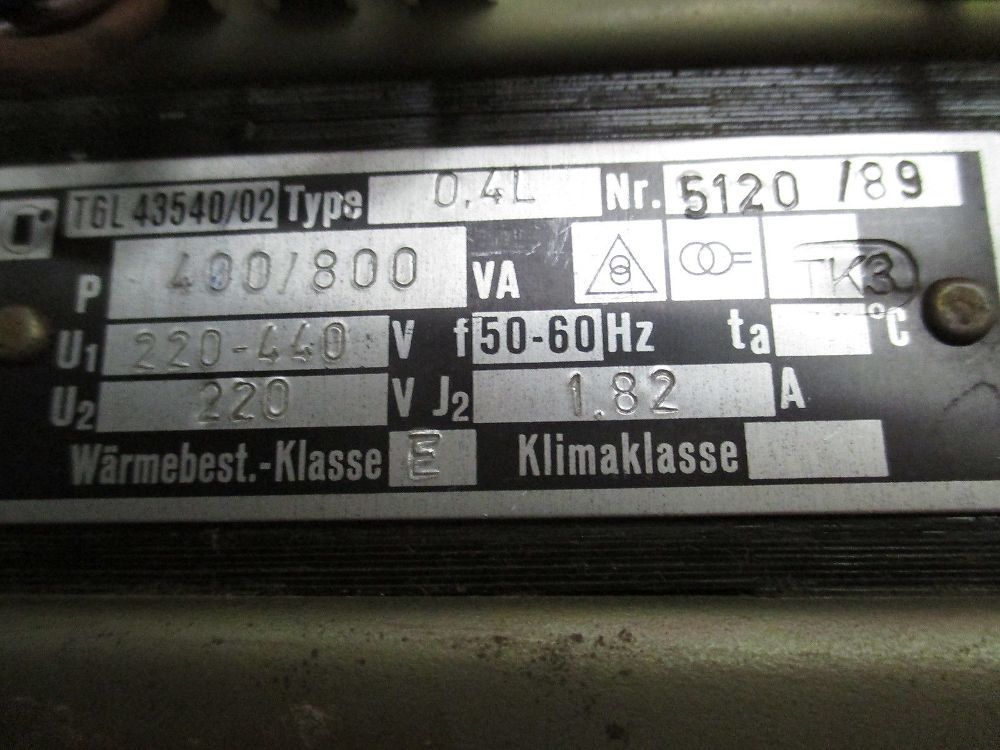 TGL 43540/02 Type 0,4L Nr. 5120 /89
P 400/800 VA TK3
U1 220-440 V f 50-60 Hz ta °C
U2 220 V J2 1.82 A
Wärmebest.-Klasse E Klimaklasse